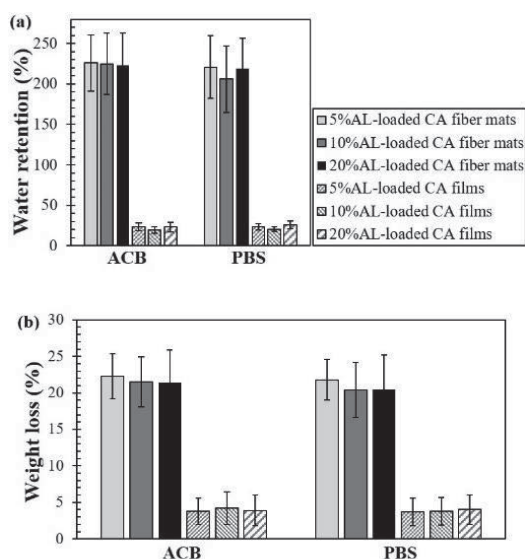 (a)
Water retention (%)
250
200
150
100
50
0
ACB PBS
5%AL-loaded CA fiber mats
10%AL-loaded CA fiber mats
20%AL-loaded CA fiber mats
5%AL-loaded CA films
10%AL-loaded CA films
20%AL-loaded CA films
(b)
Weight loss (%)
30
25
20
15
10
5
0
ACB PBS